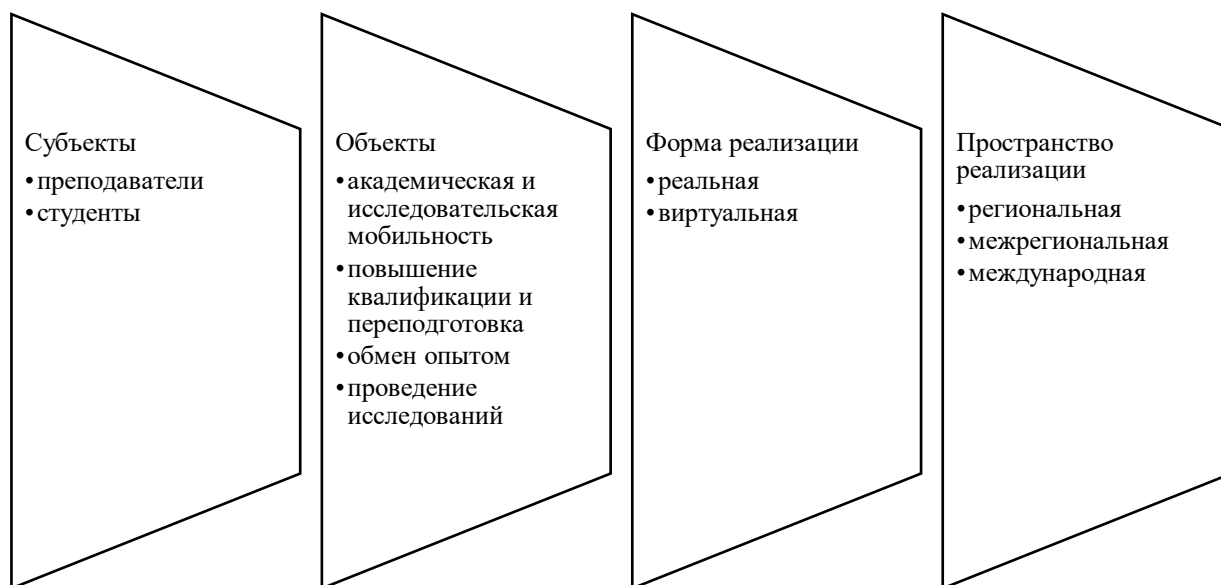 Субъекты
•преподаватели
•студенты
Объекты
•академическая и
исследовательская
мобильность
•повышение
квалификации и
переподготовка
•обмен опытом
•проведение
исследований
Форма реализации
•реальная
•виртуальная
Пространство
реализации
•региональная
•межрегиональная
•международная